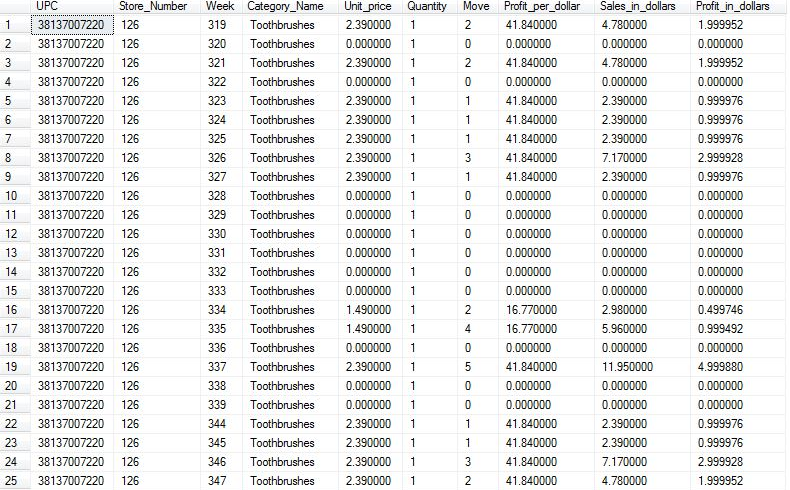 UPC Store_Number Week Category_Name Unit_price Quantity Move Profit_per_dollar Sales_in_dollars Profit_in_dollars
1 38137007220 126 319 Toothbrushes 2.390000 1 2 41.840000 4.780000 1.999952
2 38137007220 126 320 Toothbrushes 0.000000 1 0 0.000000 0.000000 0.000000
3 38137007220 126 321 Toothbrushes 2.390000 1 2 41.840000 4.780000 1.999952
4 38137007220 126 322 Toothbrushes 0.000000 1 0 0.000000 0.000000 0.000000
5 38137007220 126 323 Toothbrushes 2.390000 1 1 41.840000 2.390000 0.999976
6 38137007220 126 324 Toothbrushes 2.390000 1 1 41.840000 2.390000 0.999976
7 38137007220 126 325 Toothbrushes 2.390000 1 1 41.840000 2.390000 0.999976
8 38137007220 126 326 Toothbrushes 2.390000 1 3 41.840000 7.170000 2.999928
9 38137007220 126 327 Toothbrushes 2.390000 1 1 41.840000 2.390000 0.999976
10 38137007220 126 328 Toothbrushes 0.000000 1 0 0.000000 0.000000 0.000000
11 38137007220 126 329 Toothbrushes 0.000000 1 0 0.000000 0.000000 0.000000
12 38137007220 126 330 Toothbrushes 0.000000 1 0 0.000000 0.000000 0.000000
13 38137007220 126 331 Toothbrushes 0.000000 1 0 0.000000 0.000000 0.000000
14 38137007220 126 332 Toothbrushes 0.000000 1 0 0.000000 0.000000 0.000000
15 38137007220 126 333 Toothbrushes 0.000000 1 0 0.000000 0.000000 0.000000
16 38137007220 126 334 Toothbrushes 1.490000 1 2 16.770000 2.980000 0.499746
17 38137007220 126 335 Toothbrushes 1.490000 1 4 16.770000 5.960000 0.999492
18 38137007220 126 336 Toothbrushes 0.000000 1 0 0.000000 0.000000 0.000000
19 38137007220 126 337 Toothbrushes 2.390000 1 5 41.840000 11.950000 4.999880
20 38137007220 126 338 Toothbrushes 0.000000 1 0 0.000000 0.000000 0.000000
21 38137007220 126 339 Toothbrushes 0.000000 1 0 0.000000 0.000000 0.000000
22 38137007220 126 344 Toothbrushes 2.390000 1 1 41.840000 2.390000 0.999976
23 38137007220 126 345 Toothbrushes 2.390000 1 1 41.840000 2.390000 0.999976
24 38137007220 126 346 Toothbrushes 2.390000 1 3 41.840000 7.170000 2.999928
25 38137007220 126 347 Toothbrushes 2.390000 1 2 41.840000 4.780000 1.999952